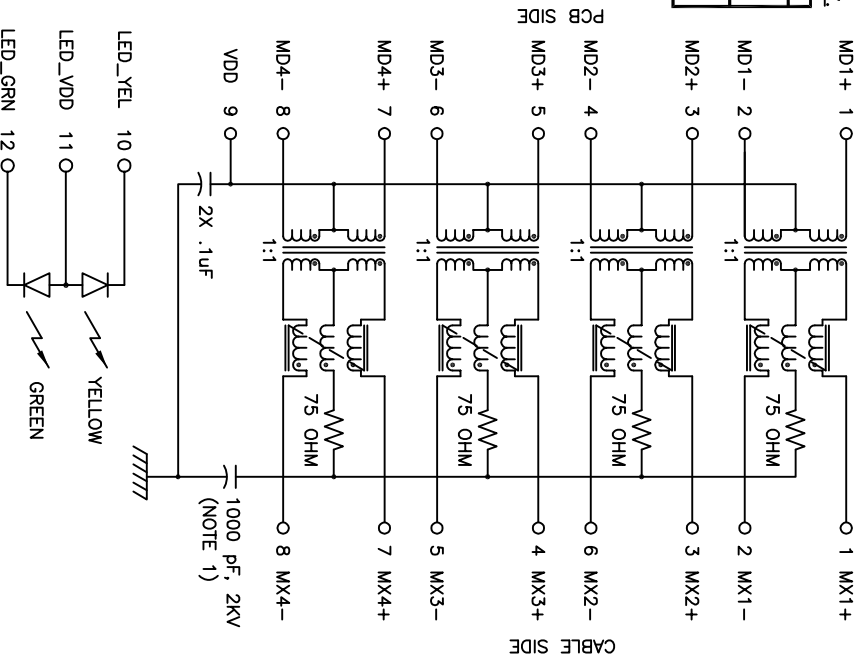 PCB SIDE
CABLE SIDE
MD1+ 1
MD1- 2
MD2+ 3
MD2- 4
MD3+ 5
MD3- 6
MD4+ 7
MD4- 8
VDD 9
LED_YEL 10
LED_VDD 11
LED_GRN 12
1:1
1:1
1:1
1:1
75 OHM
75 OHM
75 OHM
75 OHM
2X .1uF
1000 pF, 2KV
(NOTE 1)
1 MX1+
2 MX1-
3 MX2+
6 MX2-
4 MX3+
5 MX3-
7 MX4+
8 MX4-
YELLOW
GREEN